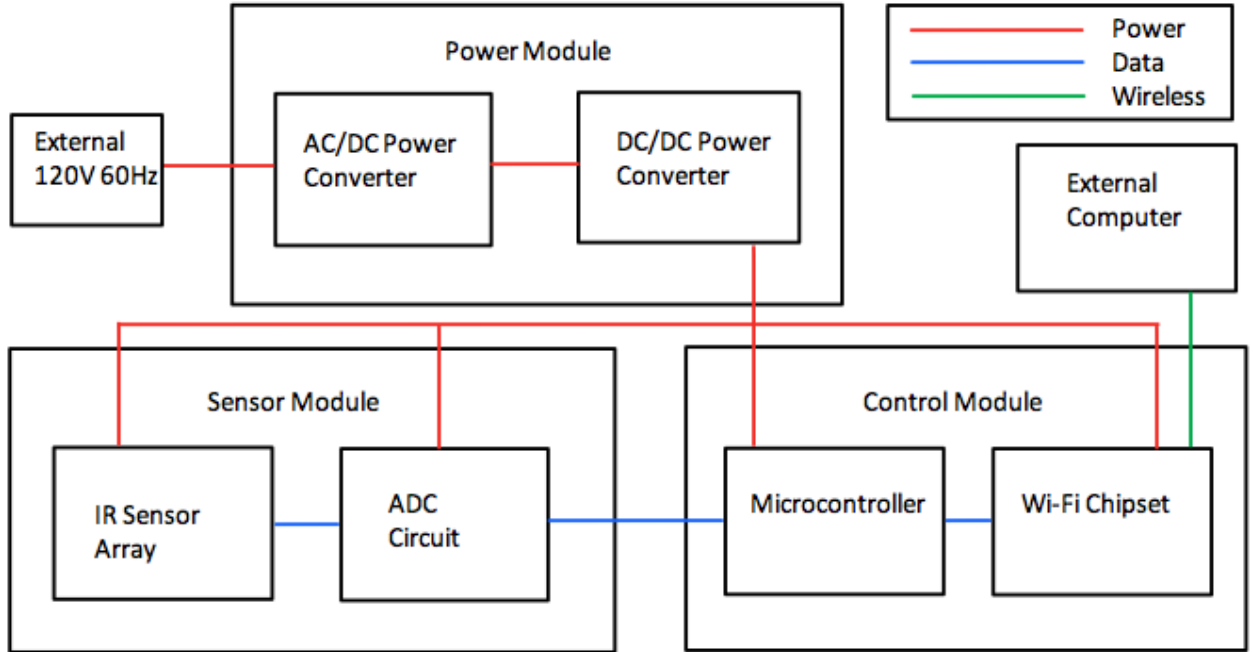 Power Module
Power
Data
Wireless
External
120V 60Hz
AC/DC Power
Converter
DC/DC Power
Converter
External
Computer
Sensor Module
Control Module
IR Sensor
Array
ADC
Circuit
Microcontroller
Wi-Fi Chipset